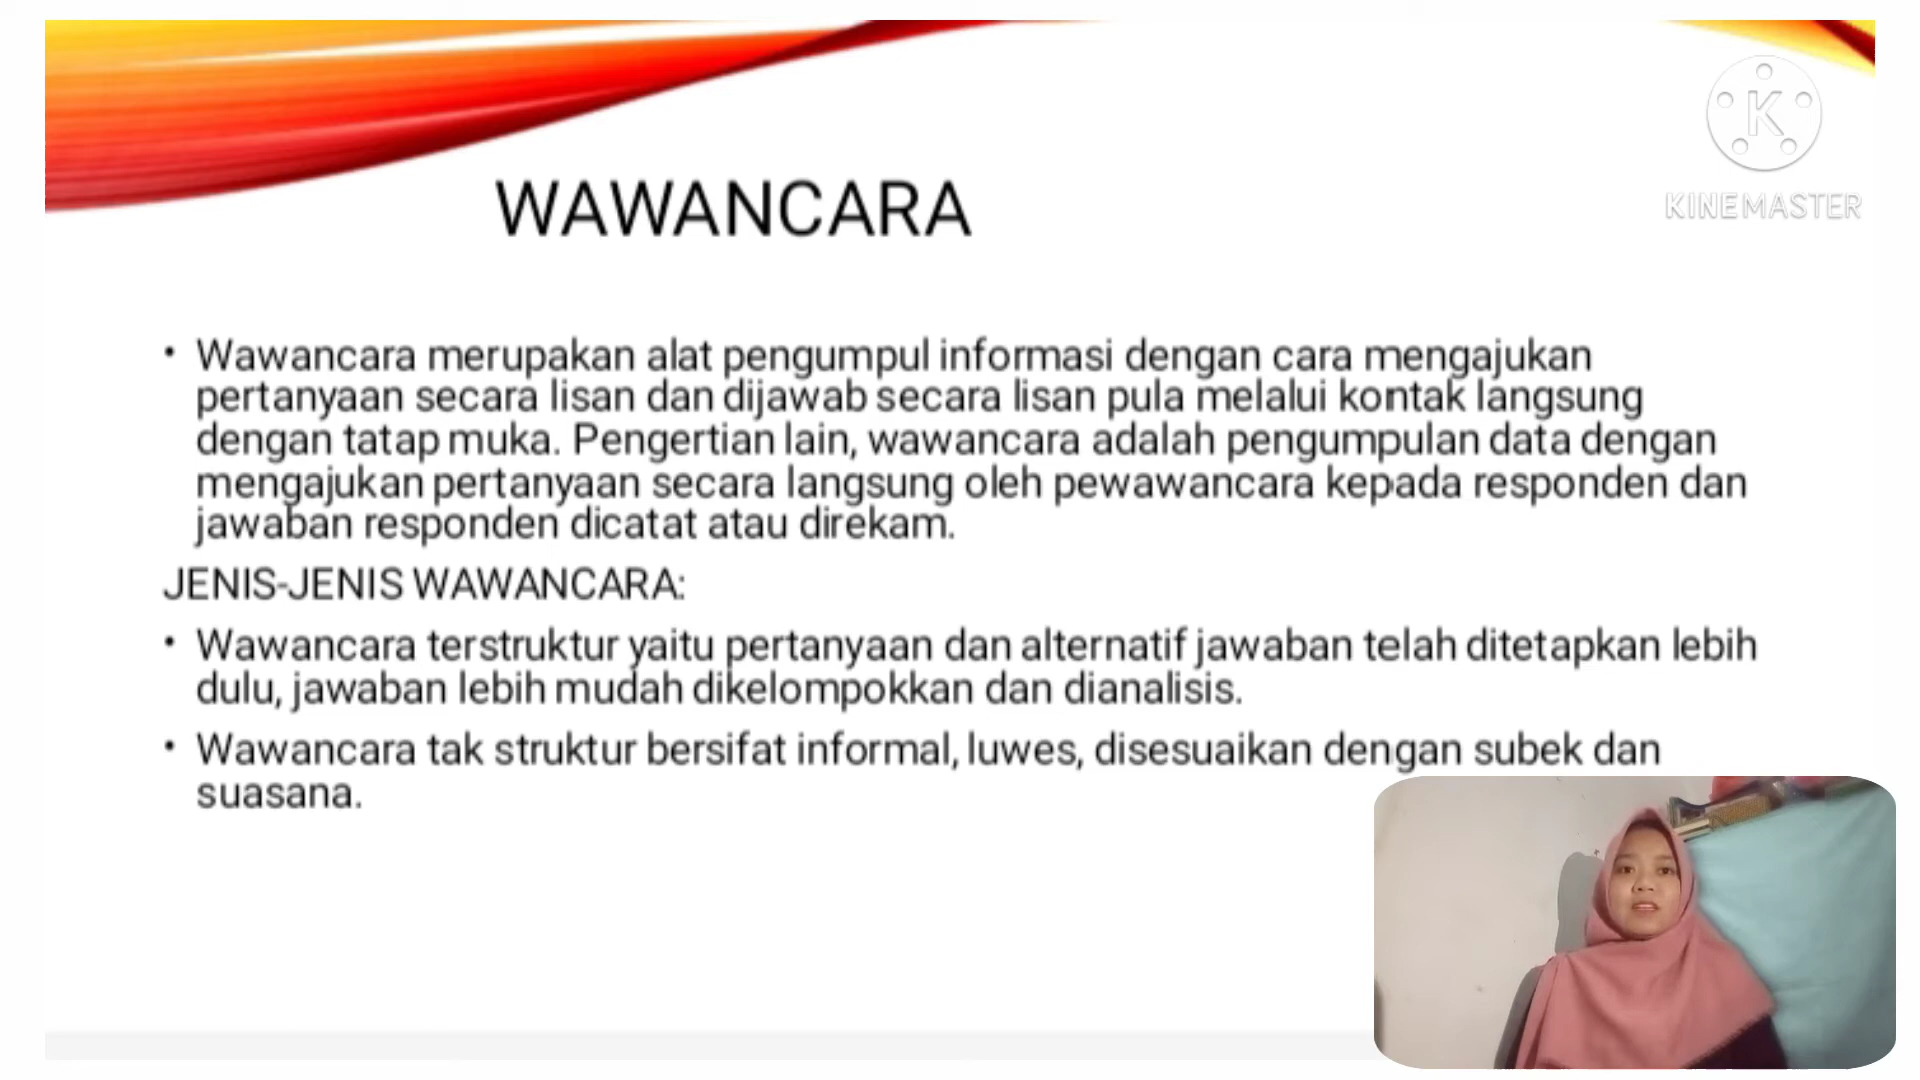 K
KINEMASTER
WAWANCARA
• Wawancara merupakan alat pengumpul informasi dengan cara mengajukan
pertanyaan secara lisan dan dijawab secara lisan pula melalui kontak langsung
dengan tatap muka. Pengertian lain, wawancara adalah pengumpulan data dengan
mengajukan pertanyaan secara langsung oleh pewawancara kepada responden dan
jawaban responden dicatat atau direkam.
JENIS-JENIS WAWANCARA:
• Wawancara terstruktur yaitu pertanyaan dan alternatif jawaban telah ditetapkan lebih
dulu, jawaban lebih mudah dikelompokkan dan dianalisis.
• Wawancara tak struktur bersifat informal, luwes, disesuaikan dengan subek dan
suasana.